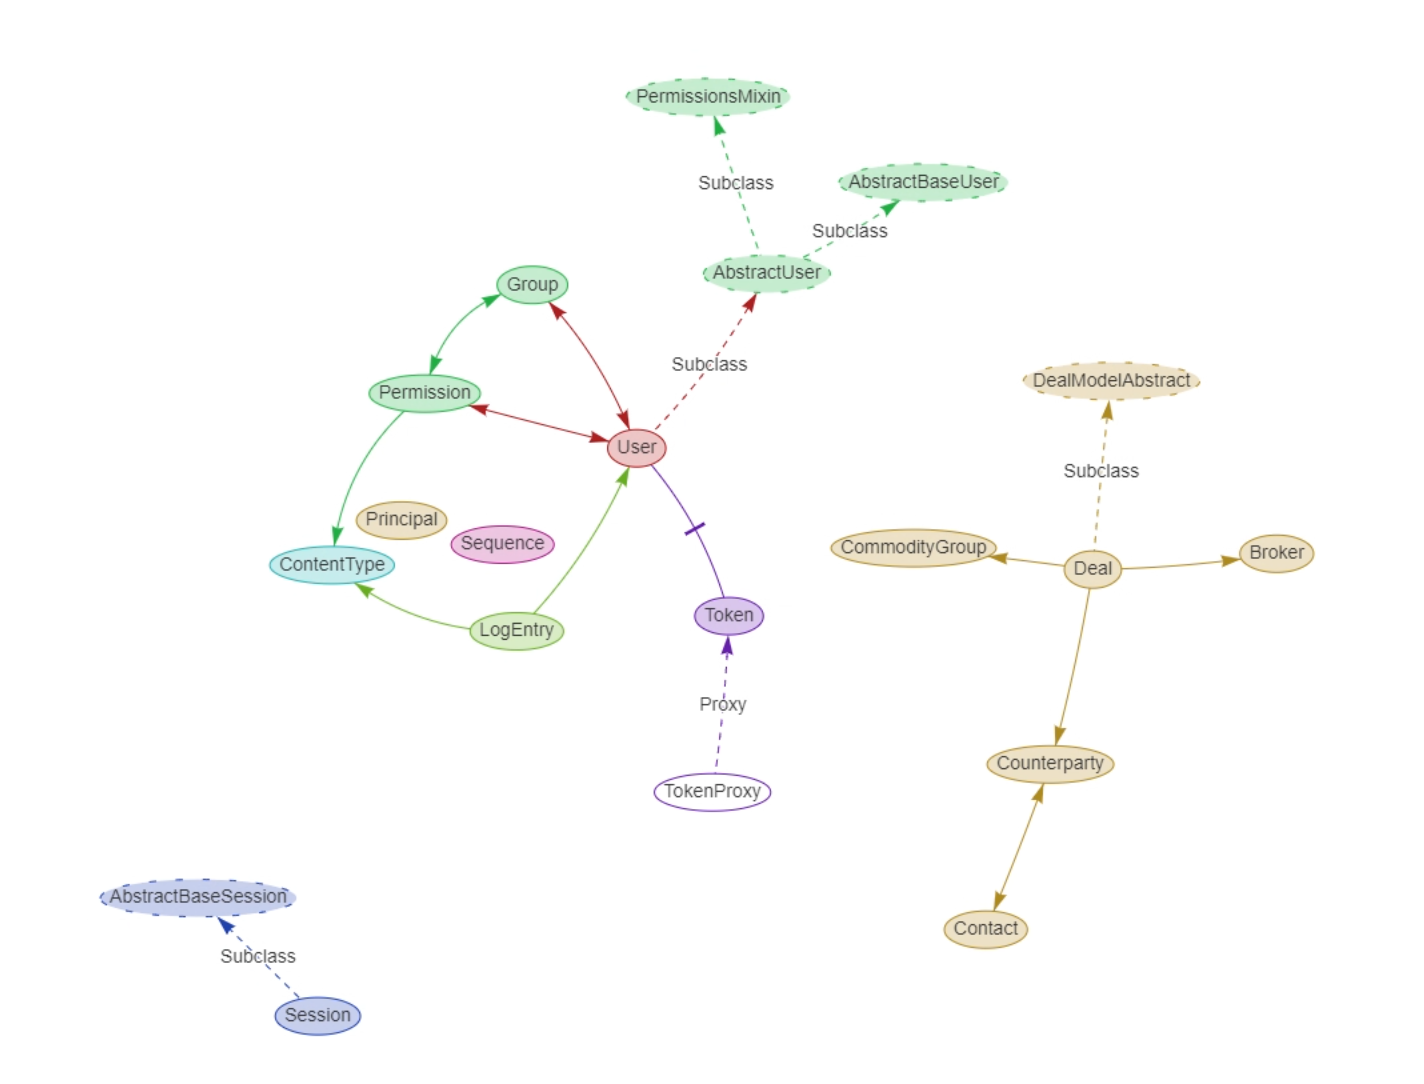 PermissionsMixin
Subclass
AbstractBaseUser
Subclass
AbstractUser
Group
Subclass
Permission
User
DealModelAbstract
Subclass
Principal
Sequence
ContentType
CommodityGroup
Deal
Broker
LogEntry
Token
Proxy
TokenProxy
Counterparty
AbstractBaseSession
Subclass
Session
Contact